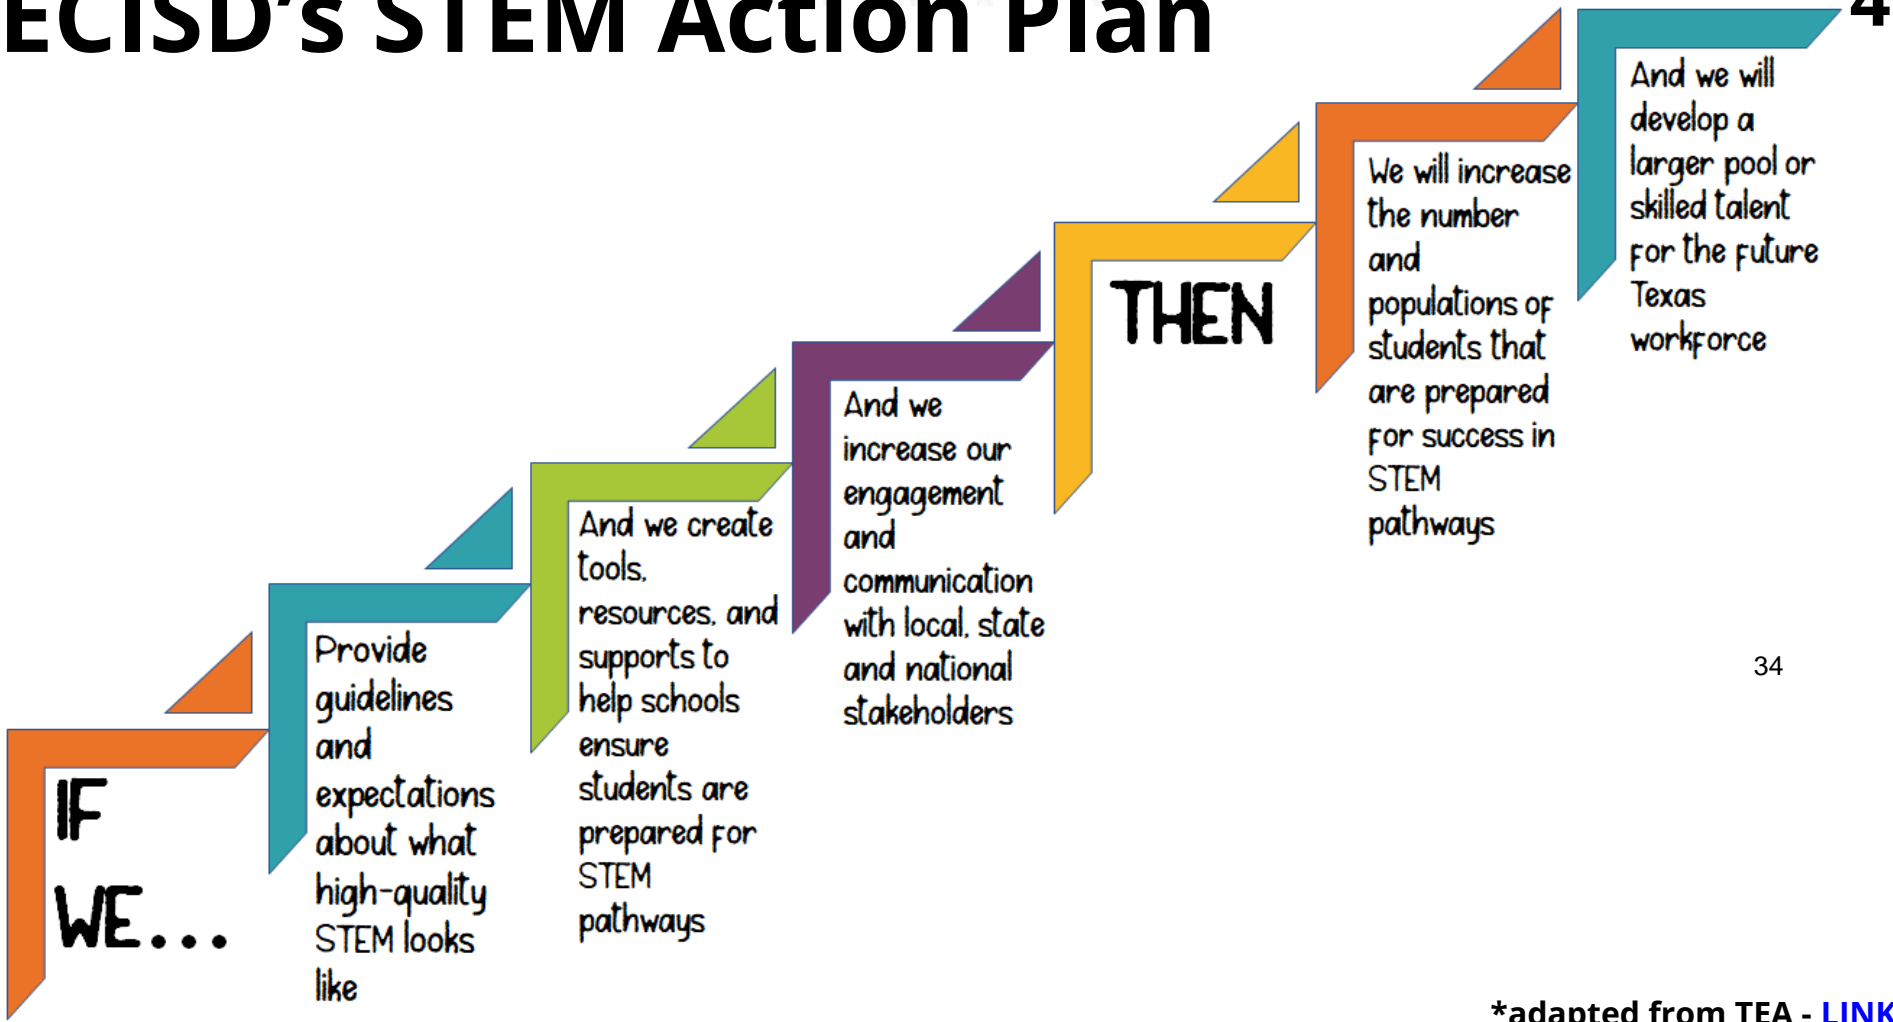 ECISD's STEM Action Plan
4
IF
WE...
Provide
guidelines
and
expectations
about what
high-quality
STEM looks
like
And we create
tools,
resources, and
supports to
help schools
ensure
students are
prepared for
STEM
pathways
And we
increase our
engagement
and
communication
with local, state
and national
stakeholders
THEN
We will increase
the number
and
populations of
students that
are prepared
for success in
STEM
pathways
And we will
develop a
larger pool or
skilled talent
for the future
Texas
workforce
34
*adapted from TEA - LINK